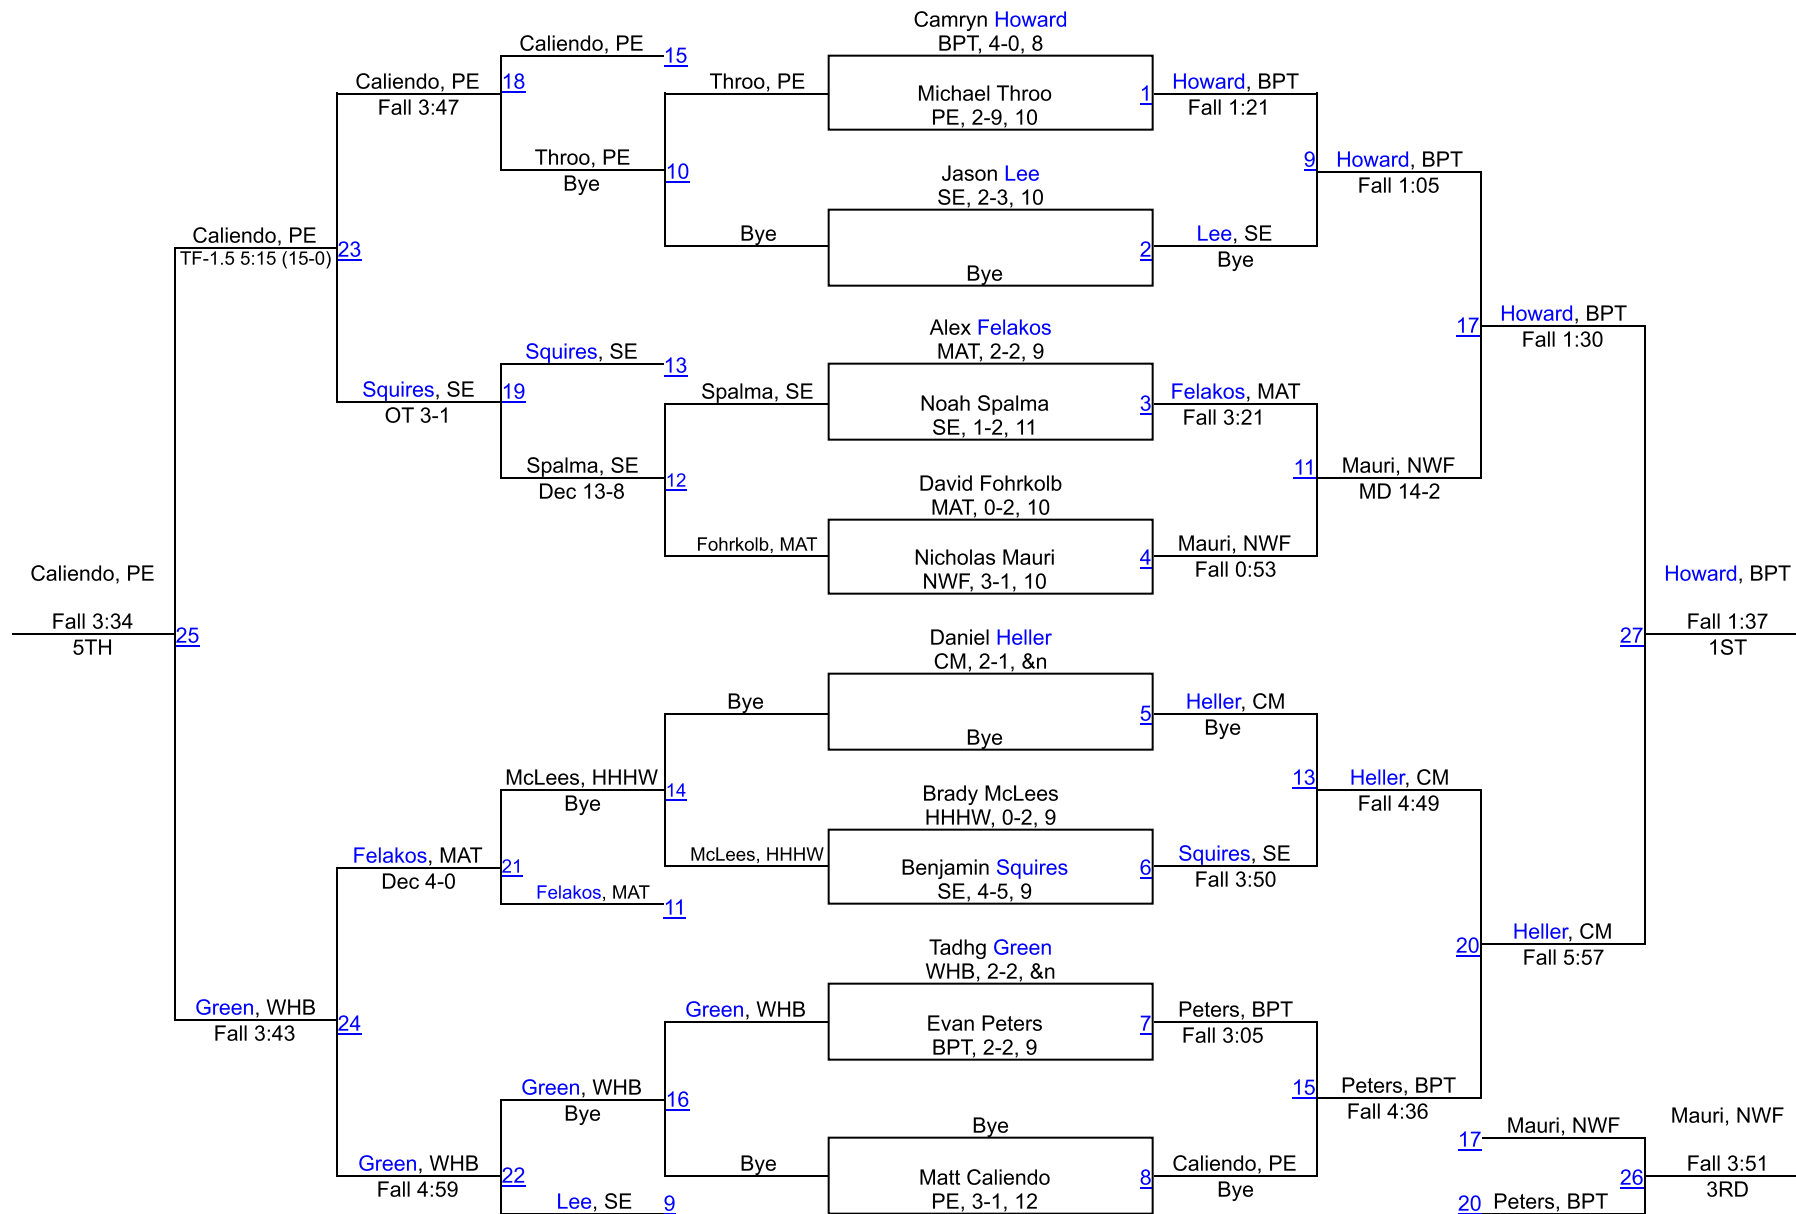 Camryn Howard
BPT, 4-0, 8
Caliendo, PE
15
Caliendo, PE
18
Fall 3:47
Throo, PE
Michael Throo
PE, 2-9, 10
1
Howard, BPT
Fall 1:21
Throo, PE
Bye
10
Jason Lee
SE, 2-3, 10
9
Howard, BPT
Fall 1:05
Caliendo, PE
TF-1.5 5:15 (15-0)
23
Bye
Bye
2
Lee, SE
Bye
Alex Felakos
MAT, 2-2, 9
17
Howard, BPT
Fall 1:30
Squires, SE
13
Squires, SE
OT 3-1
19
Spalma, SE
Noah Spalma
SE, 1-2, 11
3
Felakos, MAT
Fall 3:21
Spalma, SE
Dec 13-8
12
David Fohrkolb
MAT, 0-2, 10
11
Mauri, NWF
MD 14-2
Fohrkolb, MAT
Nicholas Mauri
NWF, 3-1, 10
4
Mauri, NWF
Fall 0:53
Caliendo, PE
Fall 3:34
5TH
25
Howard, BPT
Fall 1:37
1ST
27
Daniel Heller
CM, 2-1, &n
Bye
Bye
5
Heller, CM
Bye
McLees, HHHW
Bye
14
Brady McLees
HHHW, 0-2, 9
13
Heller, CM
Fall 4:49
McLees, HHHW
Benjamin Squires
SE, 4-5, 9
6
Squires, SE
Fall 3:50
Felakos, MAT
Dec 4-0
21
Felakos, MAT
11
Tadhg Green
WHB, 2-2, &n
20
Heller, CM
Fall 5:57
Green, WHB
Fall 3:43
24
Green, WHB
Evan Peters
BPT, 2-2, 9
7
Peters, BPT
Fall 3:05
Green, WHB
Bye
16
Bye
15
Peters, BPT
Fall 4:36
Green, WHB
Fall 4:59
22
Bye
Matt Caliendo
PE, 3-1, 12
8
Caliendo, PE
Bye
Lee, SE
9
17
Mauri, NWF
Mauri, NWF
Fall 3:51
3RD
26
20
Peters, BPT